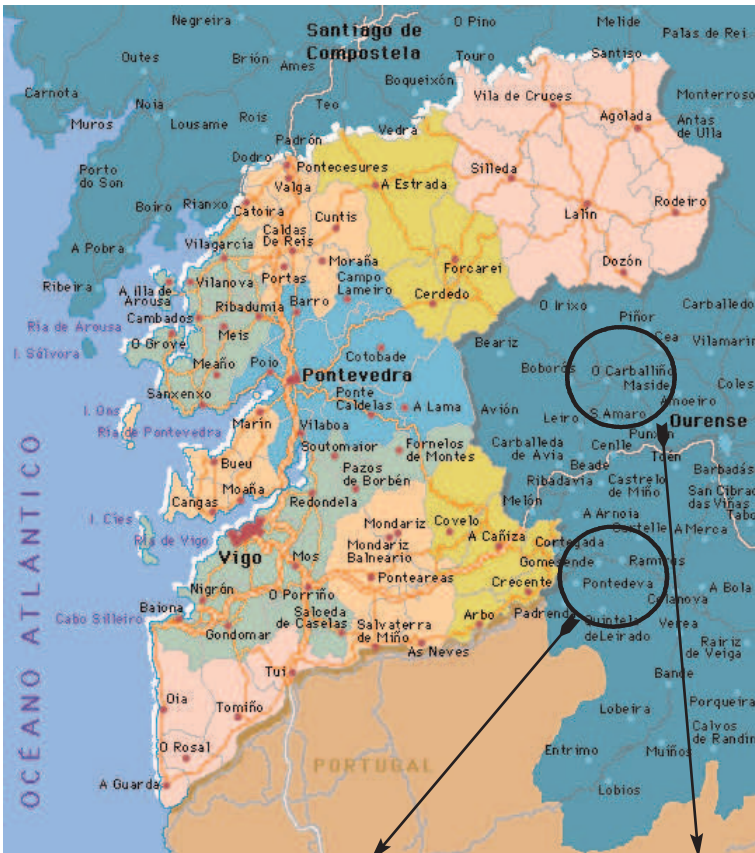 Negreira
Santiago de
Compostela
O Pino
Melide
Palas de Rei
Outes
Brión
Ames
Touro
Santiso
Carnota
Noia
Boqueixón
Monterroso
Muros
Lousame
Rois
Teo
Vila de Cruces
Agolada
Antas
de Ulla
Padrón
Vedra
Dodro
Pontecesures
Porto
do Son
Valga
A Estrada
Silleda
Boiro
Rianxo
Catoira
Cuntis
Lalín
Rodeiro
A Pobra
Vilagarcía
Caldas
De Reis
Moraña
Forcarei
Dozón
Ribeira
A illa de
Arousa
Vilanova
Portas
Campo
Lameiro
Cambados
Ribadumia
Barro
Cerdedo
O Irixo
Piñor
Carballedo
Ría de Arousa
O Grove
Meis
Beariz
Cea
Vilamarín
I. Sálvora
Meaño
Poio
Cotobade
Pontevedra
Boborás
O Carballiño
Maside
Coles
Sanxenxo
Ponte
Caldelas
A Lama
Avión
Amoeiro
I. Ons
Ría de Pontevedra
Marín
Vilaboa
Leiro
S Amaro
Ourense
Punxín
Soutomaior
Fornelos
de Montes
Carballeda
de Avia
Cenlle
Toén
Bueu
Pazos
de Borbén
Beade
Ribadavia
Castrelo
de Miño
Barbadás
Cangas
Moaña
Redondela
Melón
San Cibrad
das Viñas
I. Cíes
Ría de Vigo
Vigo
Mondariz
Mondariz
Balneario
Covelo
A Cañiza
A Arnoia
Cortegada
Cartelle
A Merca
Tabo
Mos
Gomesende
Ramirás
Nigrán
O Porriño
Ponteareas
Crecente
Pontedeva
A Bola
Cabo Silleiro
Baiona
Salceda
de Caselas
Salvaterra
de Miño
Arbo
Padrenda
Celanova
Gondomar
As Neves
Quintela
de Leirado
Verea
Rairiz
de Veiga
Tui
Bande
Oia
Tomiño
Lobeira
Porqueira
O Rosal
PORTUGAL
Entrimo
Muíños
Calvos
de Randín
A Guarda
Lobios
OCÉANO ATLÁNTICO